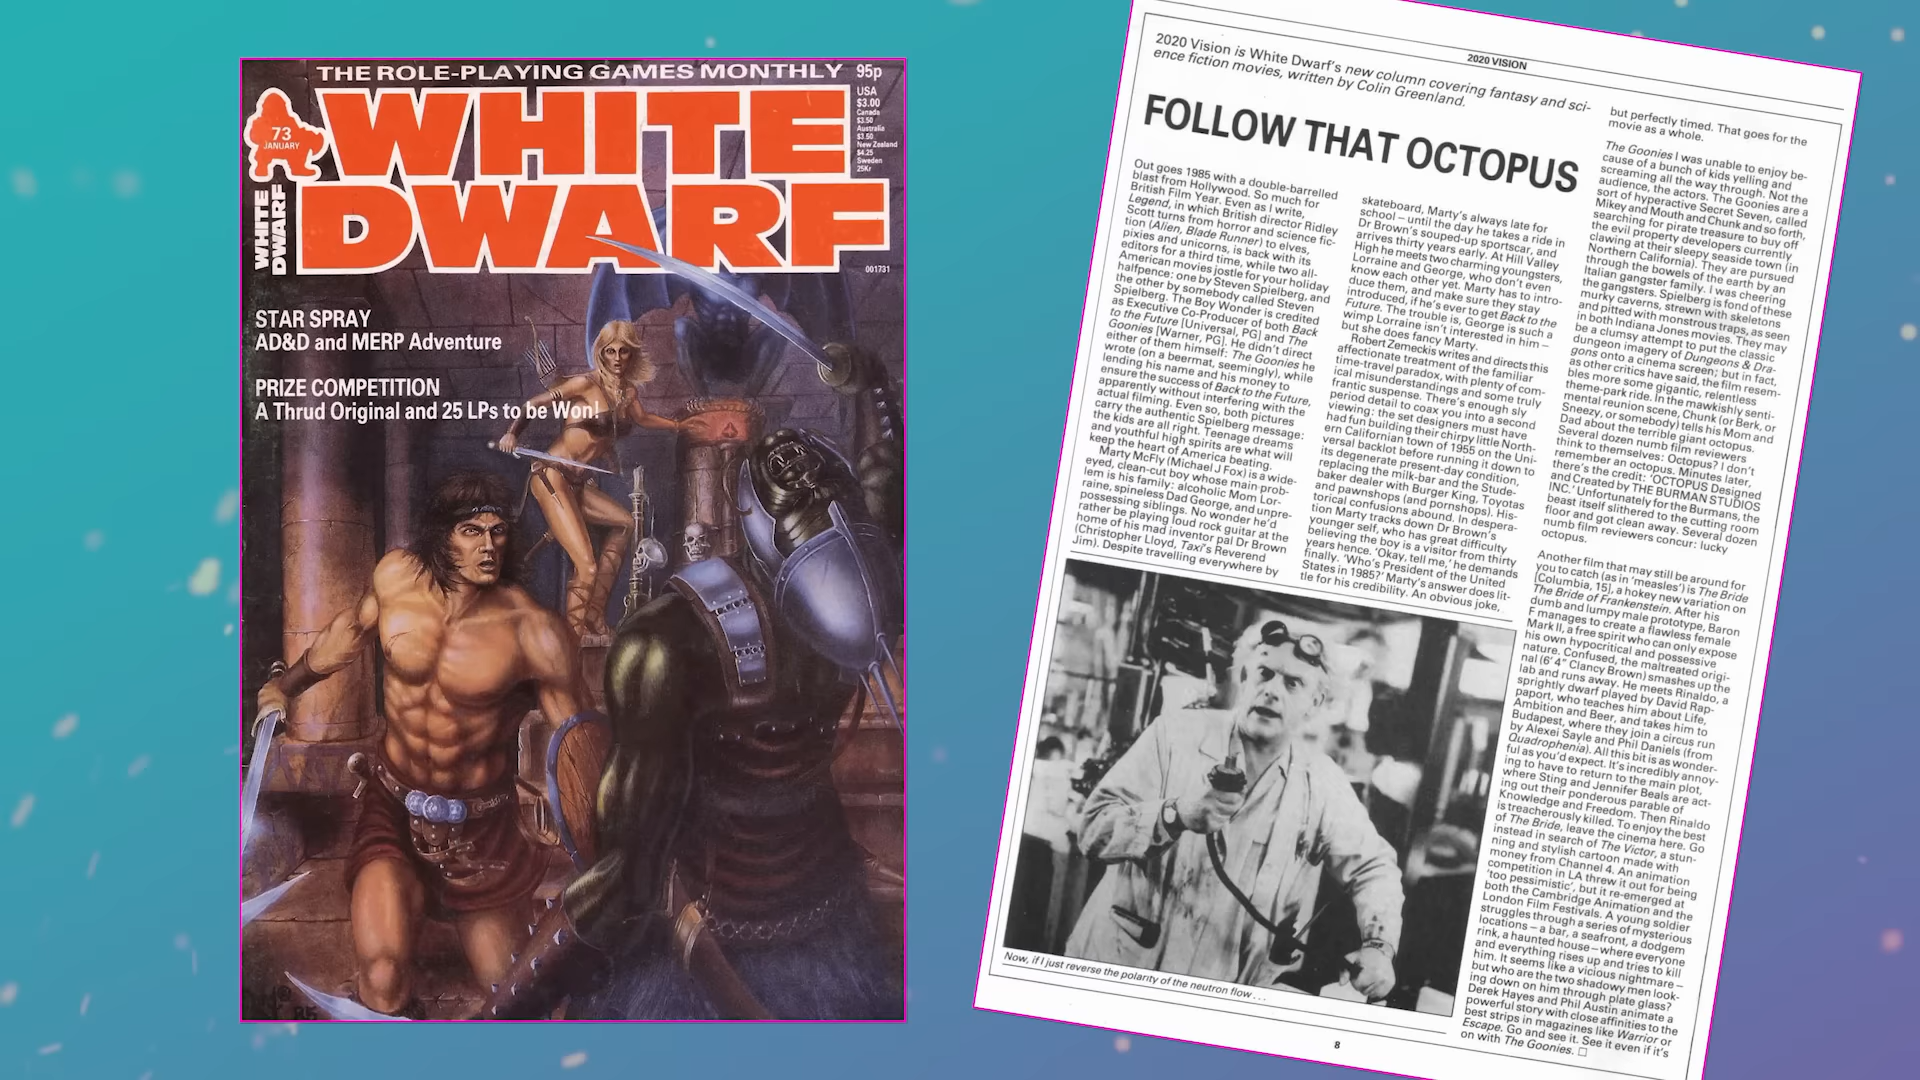 THE ROLE-PLAYING GAMES MONTHLY 95p
USA
$3.00
Canada
$3.50
Australia
$3.50
New Zealand
$4.25
Sweden
25Kr
73
JANUARY
WHITE
DWARF
WHITE
DWARF
001731
STAR SPRAY
AD&D and MERP Adventure
PRIZE COMPETITION
A Thrud Original and 25 LPs to be Won!
2020 VISION
2020 Vision is White Dwarf's new column covering fantasy and sci-
ence fiction movies, written by Colin Greenland.
FOLLOW THAT OCTOPUS
Out goes 1985 with a double-barrelled
blast from Hollywood. So much for
British Film Year. Even as I write,
Legend, in which British director Ridley
Scott turns from horror and science fic-
tion (Alien, Blade Runner) to elves,
pixies and unicorns, is back with its
editors for a third time, while two all-
American movies jostle for your holiday
halfpence: one by Steven Spielberg, and
the other by somebody called Steven
Spielberg. The Boy Wonder is credited
as Executive Co-Producer of both Back
to the Future [Universal, PG] and The
Goonies [Warner, PG]. He didn't direct
either of them himself: The Goonies he
wrote (on a beermat, seemingly), while
lending his name and his money to
ensure the success of Back to the Future,
apparently without interfering with the
actual filming. Even so, both pictures
carry the authentic Spielberg message:
the kids are all right. Teenage dreams
and youthful high spirits are what will
keep the heart of America beating.
Marty McFly (Michael J Fox) is a wide-
eyed, clean-cut boy whose main prob-
lem is his family: alcoholic Mom Lor-
raine, spineless Dad George, and unpre-
possessing siblings. No wonder he'd
rather be playing loud rock guitar at the
home of his mad inventor pal Dr Brown
(Christopher Lloyd, Taxi's Reverend
Jim). Despite travelling everywhere by
skateboard, Marty's always late for
school – until the day he takes a ride in
Dr Brown's souped-up sportscar, and
arrives thirty years early. At Hill Valley
High he meets two charming youngsters,
Lorraine and George, who don't even
know each other yet. Marty has to intro-
duce them, and make sure they stay
introduced, if he's ever to get Back to the
Future. The trouble is, George is such a
wimp Lorraine isn't interested in him –
but she does fancy Marty.
Robert Zemeckis writes and directs this
affectionate treatment of the familiar
time-travel paradox, with plenty of com-
ical misunderstandings and some truly
frantic suspense. There's enough sly
period detail to coax you into a second
viewing: the set designers must have
had fun building their chirpy little North-
ern Californian town of 1955 on the Uni-
versal backlot before running it down to
its degenerate present-day condition,
replacing the milk-bar and the Stude-
baker dealer with Burger King, Toyotas
and pawnshops (and pornshops). His-
torical confusions abound. In despera-
tion Marty tracks down Dr Brown's
younger self, who has great difficulty
believing the boy is a visitor from thirty
years hence. 'Okay, tell me,' he demands
finally. 'Who's President of the United
States in 1985?' Marty's answer does lit-
tle for his credibility. An obvious joke,
but perfectly timed. That goes for the
movie as a whole.
The Goonies I was unable to enjoy be-
cause of a bunch of kids yelling and
screaming all the way through. Not the
audience, the actors. The Goonies are a
sort of hyperactive Secret Seven, called
Mikey and Mouth and Chunk and so forth,
searching for pirate treasure to buy off
the evil property developers currently
clawing at their sleepy seaside town (in
Northern California). They are pursued
through the bowels of the earth by an
Italian gangster family. I was cheering
the gangsters. Spielberg is fond of these
murky caverns, strewn with skeletons
and pitted with monstrous traps, as seen
in both Indiana Jones movies. They may
be a clumsy attempt to put the classic
dungeon imagery of Dungeons & Dra-
gons onto a cinema screen; but in fact,
as other critics have said, the film resem-
bles more some gigantic, relentless
theme-park ride. In the mawkishly senti-
mental reunion scene, Chunk (or Berk, or
Sneezy, or somebody) tells his Mom and
Dad about the terrible giant octopus.
Several dozen numb film reviewers
think to themselves: Octopus? I don't
remember an octopus. Minutes later,
there's the credit: 'OCTOPUS Designed
and Created by THE BURMAN STUDIOS
INC.' Unfortunately for the Burmans, the
beast itself slithered to the cutting room
floor and got clean away. Several dozen
numb film reviewers concur: lucky
octopus.
Another film that may still be around for
you to catch (as in 'measles') is The Bride
[Columbia, 15], a hokey new variation on
The Bride of Frankenstein. After his
dumb and lumpy male prototype, Baron
F manages to create a flawless female
Mark II, a free spirit who can only expose
his own hypocritical and possessive
nature. Confused, the maltreated origi-
nal (6' 4" Clancy Brown) smashes up the
lab and runs away. He meets Rinaldo, a
sprightly dwarf played by David Rap-
paport, who teaches him about Life,
Ambition and Beer, and takes him to
Budapest, where they join a circus run
by Alexei Sayle and Phil Daniels (from
Quadrophenia). All this bit is as wonder-
ful as you'd expect. It's incredibly annoy-
ing to have to return to the main plot,
where Sting and Jennifer Beals are act-
ing out their ponderous parable of
Knowledge and Freedom. Then Rinaldo
is treacherously killed. To enjoy the best
of The Bride, leave the cinema here. Go
instead in search of The Victor, a stun-
ning and stylish cartoon made with
money from Channel 4. An animation
competition in LA threw it out for being
'too pessimistic', but it re-emerged at
both the Cambridge Animation and the
London Film Festivals. A young soldier
struggles through a series of mysterious
locations – a bar, a seafront, a dodgem
rink, a haunted house – where everyone
and everything rises up and tries to kill
him. It seems like a vicious nightmare –
but who are the two shadowy men look-
ing down on him through plate glass?
Derek Hayes and Phil Austin animate a
powerful story with close affinities to the
best strips in magazines like Warrior or
Escape. Go and see it. See it even if it's
on with The Goonies. □
Now, if I just reverse the polarity of the neutron flow . . .
8